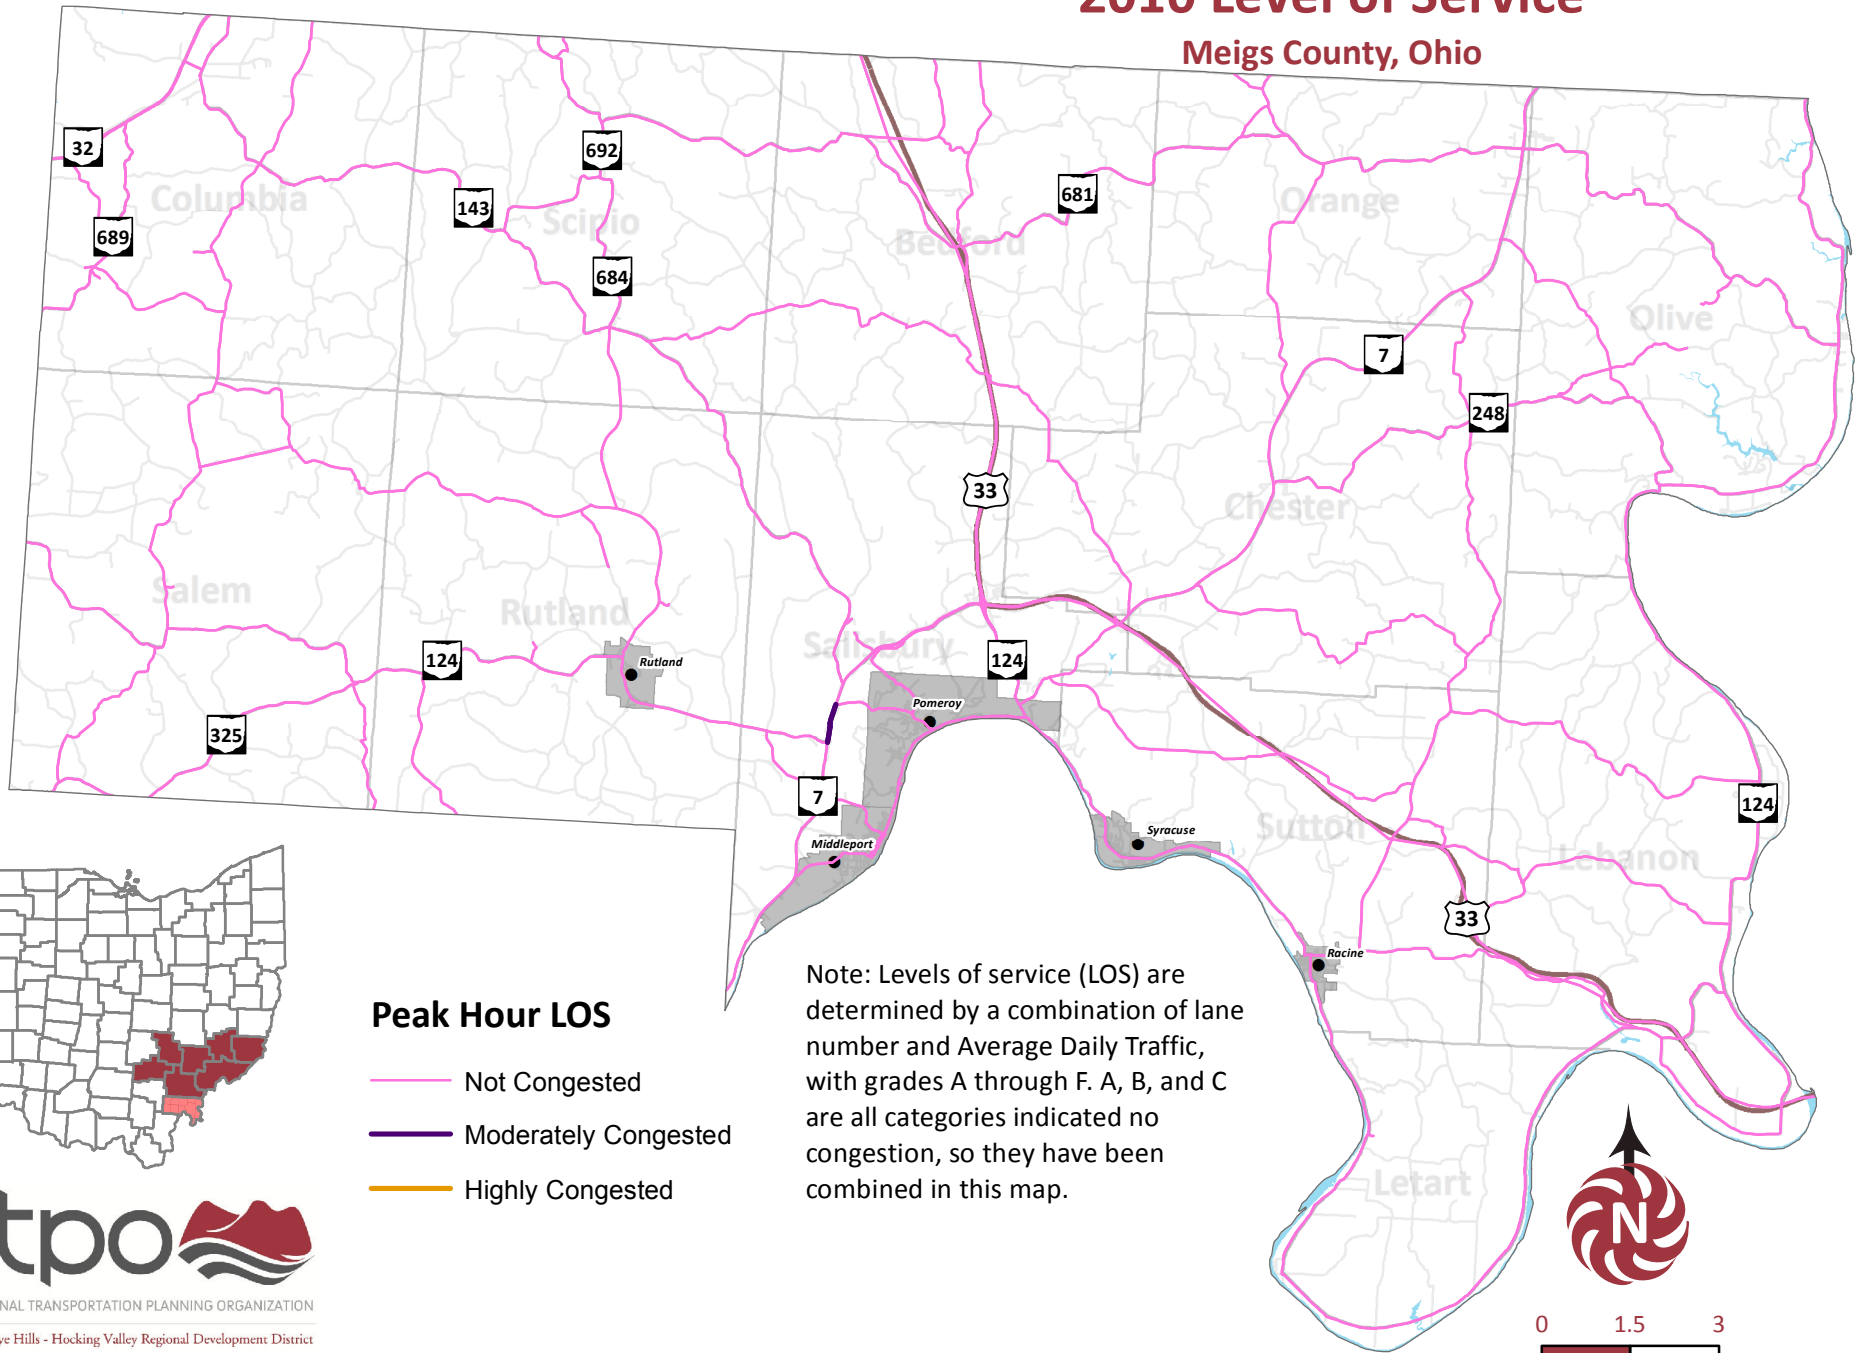 2010 Level of Service
Meigs County, Ohio
32
692
143
681
689
684
Columbia
Scipio
Bedford
Orange
Olive
7
248
33
Chester
Salem
Rutland
Salisbury
124
Rutland
124
325
Pomeroy
7
124
Middleport
Syracuse
Sutton
Lebanon
33
Racine
Letart
Peak Hour LOS
Not Congested
Moderately Congested
Highly Congested
Note: Levels of service (LOS) are
determined by a combination of lane
number and Average Daily Traffic,
with grades A through F. A, B, and C
are all categories indicated no
congestion, so they have been
combined in this map.
N
0 1.5 3
tpo
NAL TRANSPORTATION PLANNING ORGANIZATION
ye Hills - Hocking Valley Regional Development District